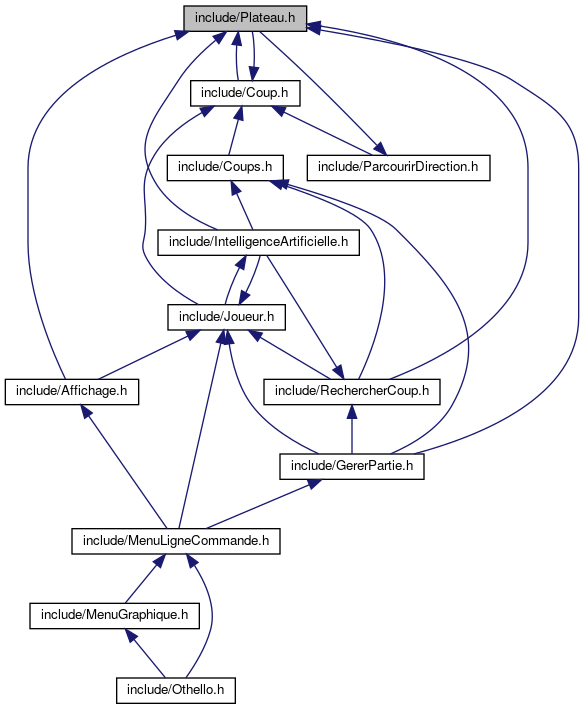 include/Plateau.h
include/Coup.h
include/Coups.h
include/ParcourirDirection.h
include/IntelligenceArtificielle.h
include/Joueur.h
include/Affichage.h
include/RechercherCoup.h
include/GererPartie.h
include/MenuLigneCommande.h
include/MenuGraphique.h
include/Othello.h